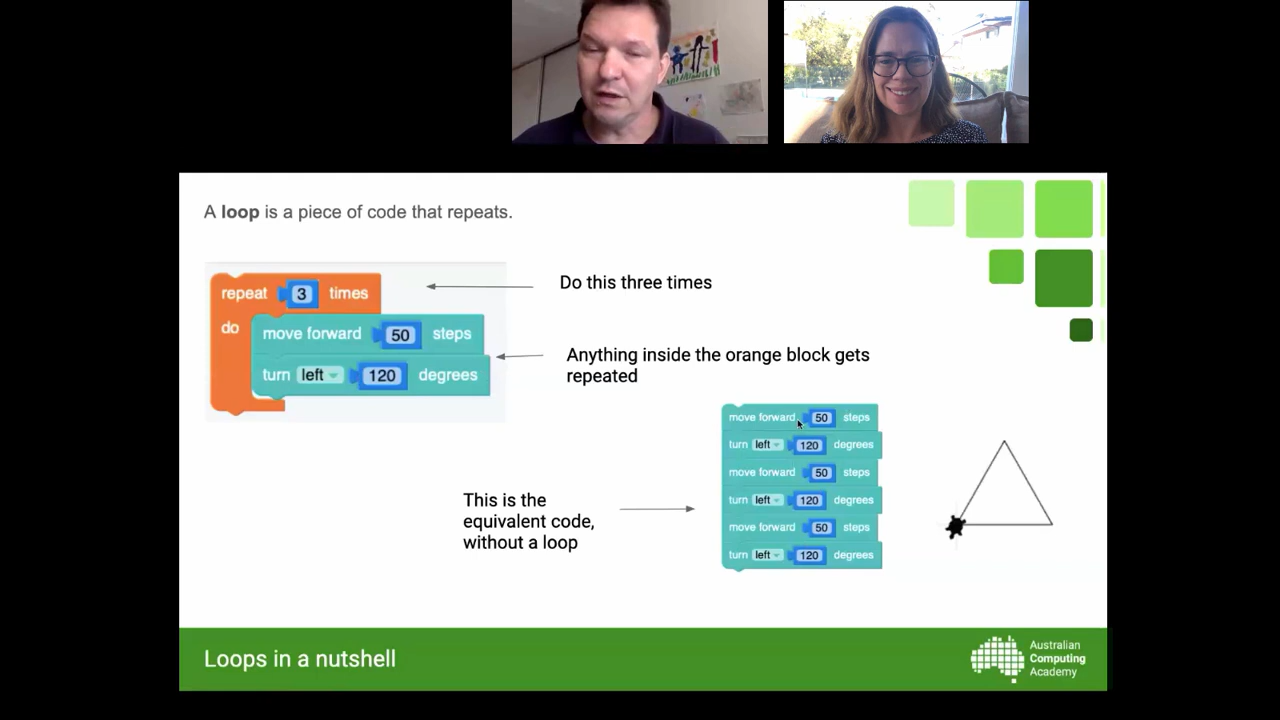 A loop is a piece of code that repeats.
repeat 3 times
Do this three times
do
move forward 50 steps
turn left 120 degrees
Anything inside the orange block gets
repeated
move forward 50 steps
turn left 120 degrees
move forward 50 steps
turn left 120 degrees
move forward 50 steps
turn left 120 degrees
This is the
equivalent code,
without a loop
Loops in a nutshell
Australian
Computing
Academy